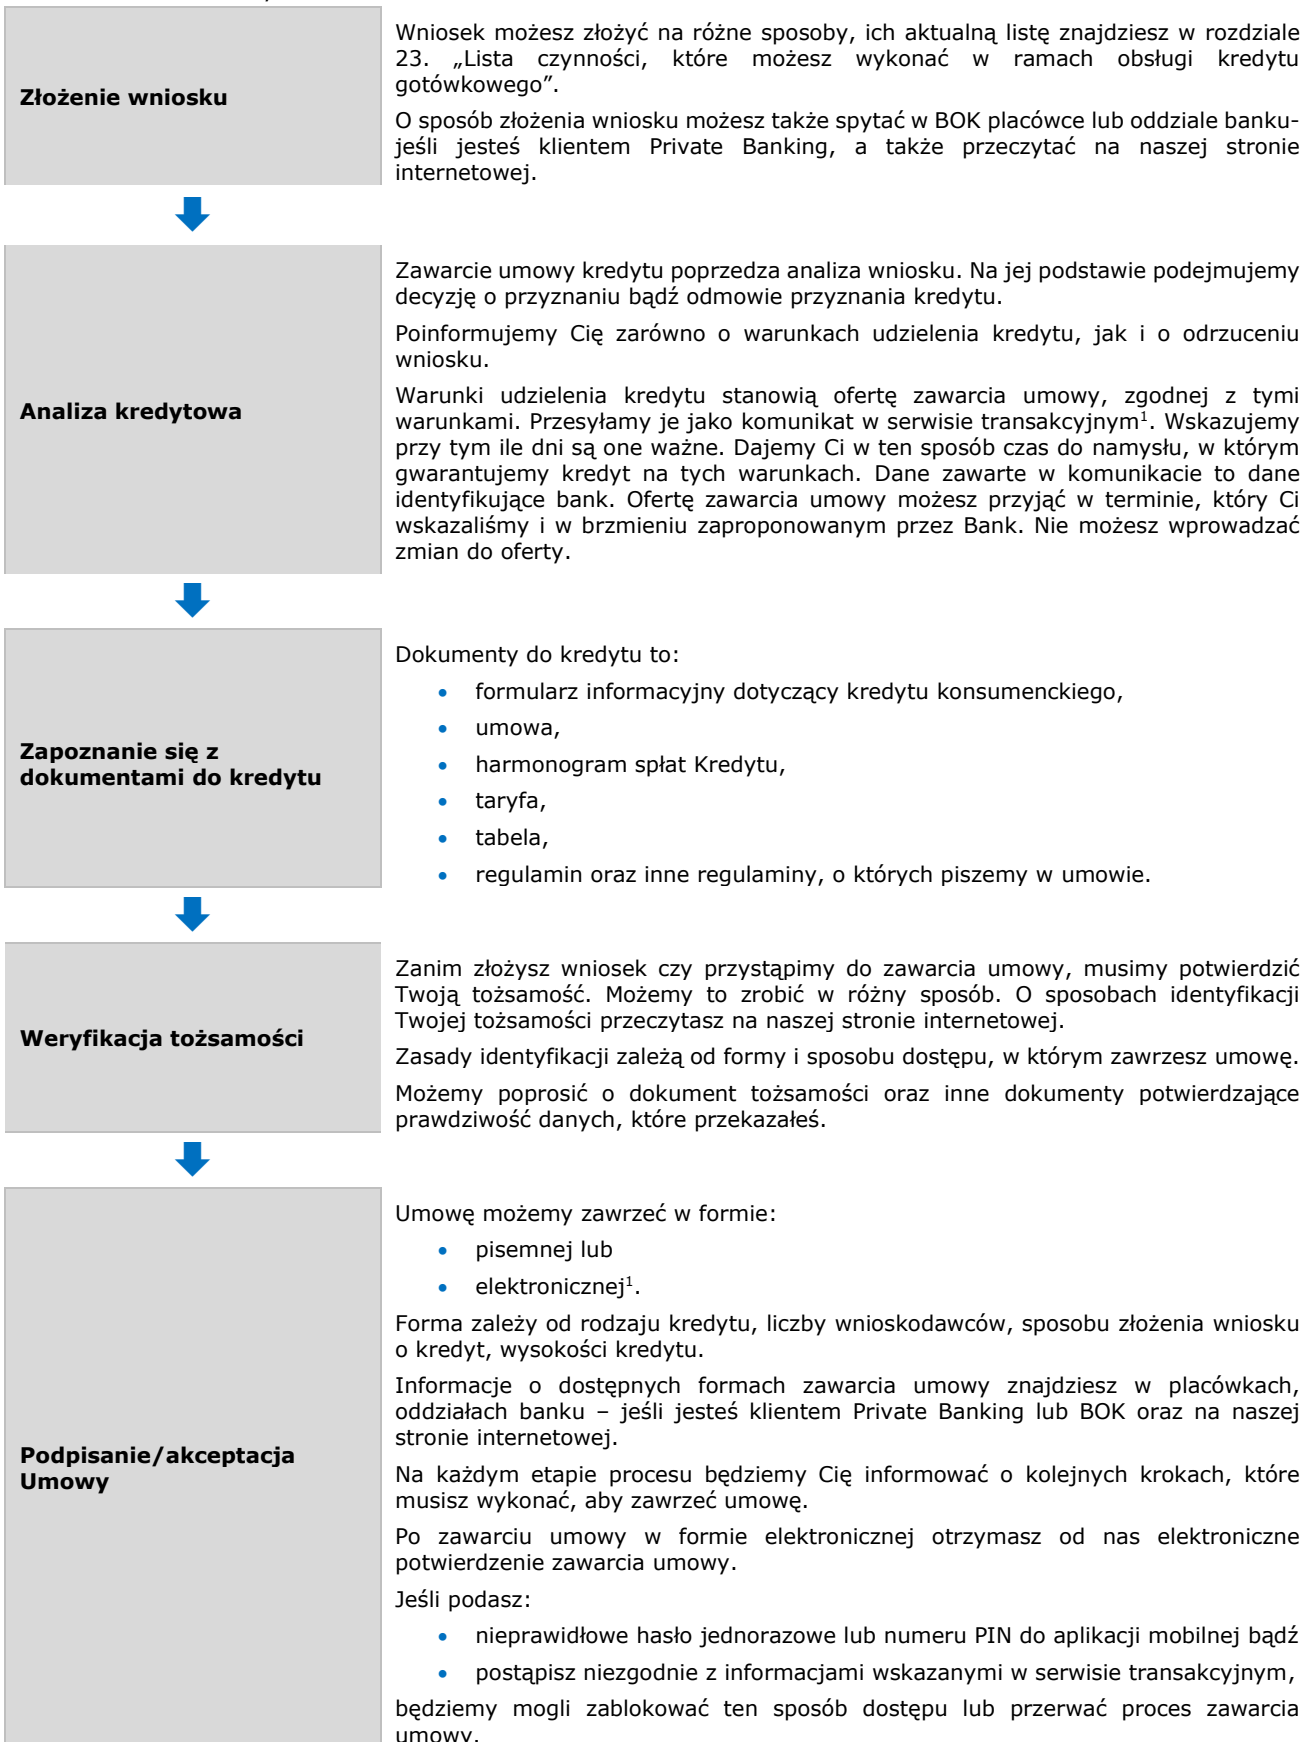 Złożenie wniosku
Wniosek możesz złożyć na różne sposoby, ich aktualną listę znajdziesz w rozdziale
23. „Lista czynności, które możesz wykonać w ramach obsługi kredytu
gotówkowego”.
O sposób złożenia wniosku możesz także spytać w BOK placówce lub oddziale banku-
jeśli jesteś klientem Private Banking, a także przeczytać na naszej stronie
internetowej.
Analiza kredytowa
Zawarcie umowy kredytu poprzedza analiza wniosku. Na jej podstawie podejmujemy
decyzję o przyznaniu bądź odmowie przyznania kredytu.
Poinformujemy Cię zarówno o warunkach udzielenia kredytu, jak i o odrzuceniu
wniosku.
Warunki udzielenia kredytu stanowią ofertę zawarcia umowy, zgodnej z tymi
warunkami. Przesyłamy je jako komunikat w serwisie transakcyjnym¹. Wskazujemy
przy tym ile dni są one ważne. Dajemy Ci w ten sposób czas do namysłu, w którym
gwarantujemy kredyt na tych warunkach. Dane zawarte w komunikacie to dane
identyfikujące bank. Ofertę zawarcia umowy możesz przyjąć w terminie, który Ci
wskazaliśmy i w brzmieniu zaproponowanym przez Bank. Nie możesz wprowadzać
zmian do oferty.
Zapoznanie się z
dokumentami do kredytu
Dokumenty do kredytu to:
• formularz informacyjny dotyczący kredytu konsumenckiego,
• umowa,
• harmonogram spłat Kredytu,
• taryfa,
• tabela,
• regulamin oraz inne regulaminy, o których piszemy w umowie.
Weryfikacja tożsamości
Zanim złożysz wniosek czy przystąpimy do zawarcia umowy, musimy potwierdzić
Twoją tożsamość. Możemy to zrobić w różny sposób. O sposobach identyfikacji
Twojej tożsamości przeczytasz na naszej stronie internetowej.
Zasady identyfikacji zależą od formy i sposobu dostępu, w którym zawrzesz umowę.
Możemy poprosić o dokument tożsamości oraz inne dokumenty potwierdzające
prawdziwość danych, które przekazałeś.
Podpisanie/akceptacja
Umowy
Umowę możemy zawrzeć w formie:
• pisemnej lub
• elektronicznej¹.
Forma zależy od rodzaju kredytu, liczby wnioskodawców, sposobu złożenia wniosku
o kredyt, wysokości kredytu.
Informacje o dostępnych formach zawarcia umowy znajdziesz w placówkach,
oddziałach banku – jeśli jesteś klientem Private Banking lub BOK oraz na naszej
stronie internetowej.
Na każdym etapie procesu będziemy Cię informować o kolejnych krokach, które
musisz wykonać, aby zawrzeć umowę.
Po zawarciu umowy w formie elektronicznej otrzymasz od nas elektroniczne
potwierdzenie zawarcia umowy.
Jeśli podasz:
• nieprawidłowe hasło jednorazowe lub numeru PIN do aplikacji mobilnej bądź
• postąpisz niezgodnie z informacjami wskazanymi w serwisie transakcyjnym,
będziemy mogli zablokować ten sposób dostępu lub przerwać proces zawarcia
umowy.